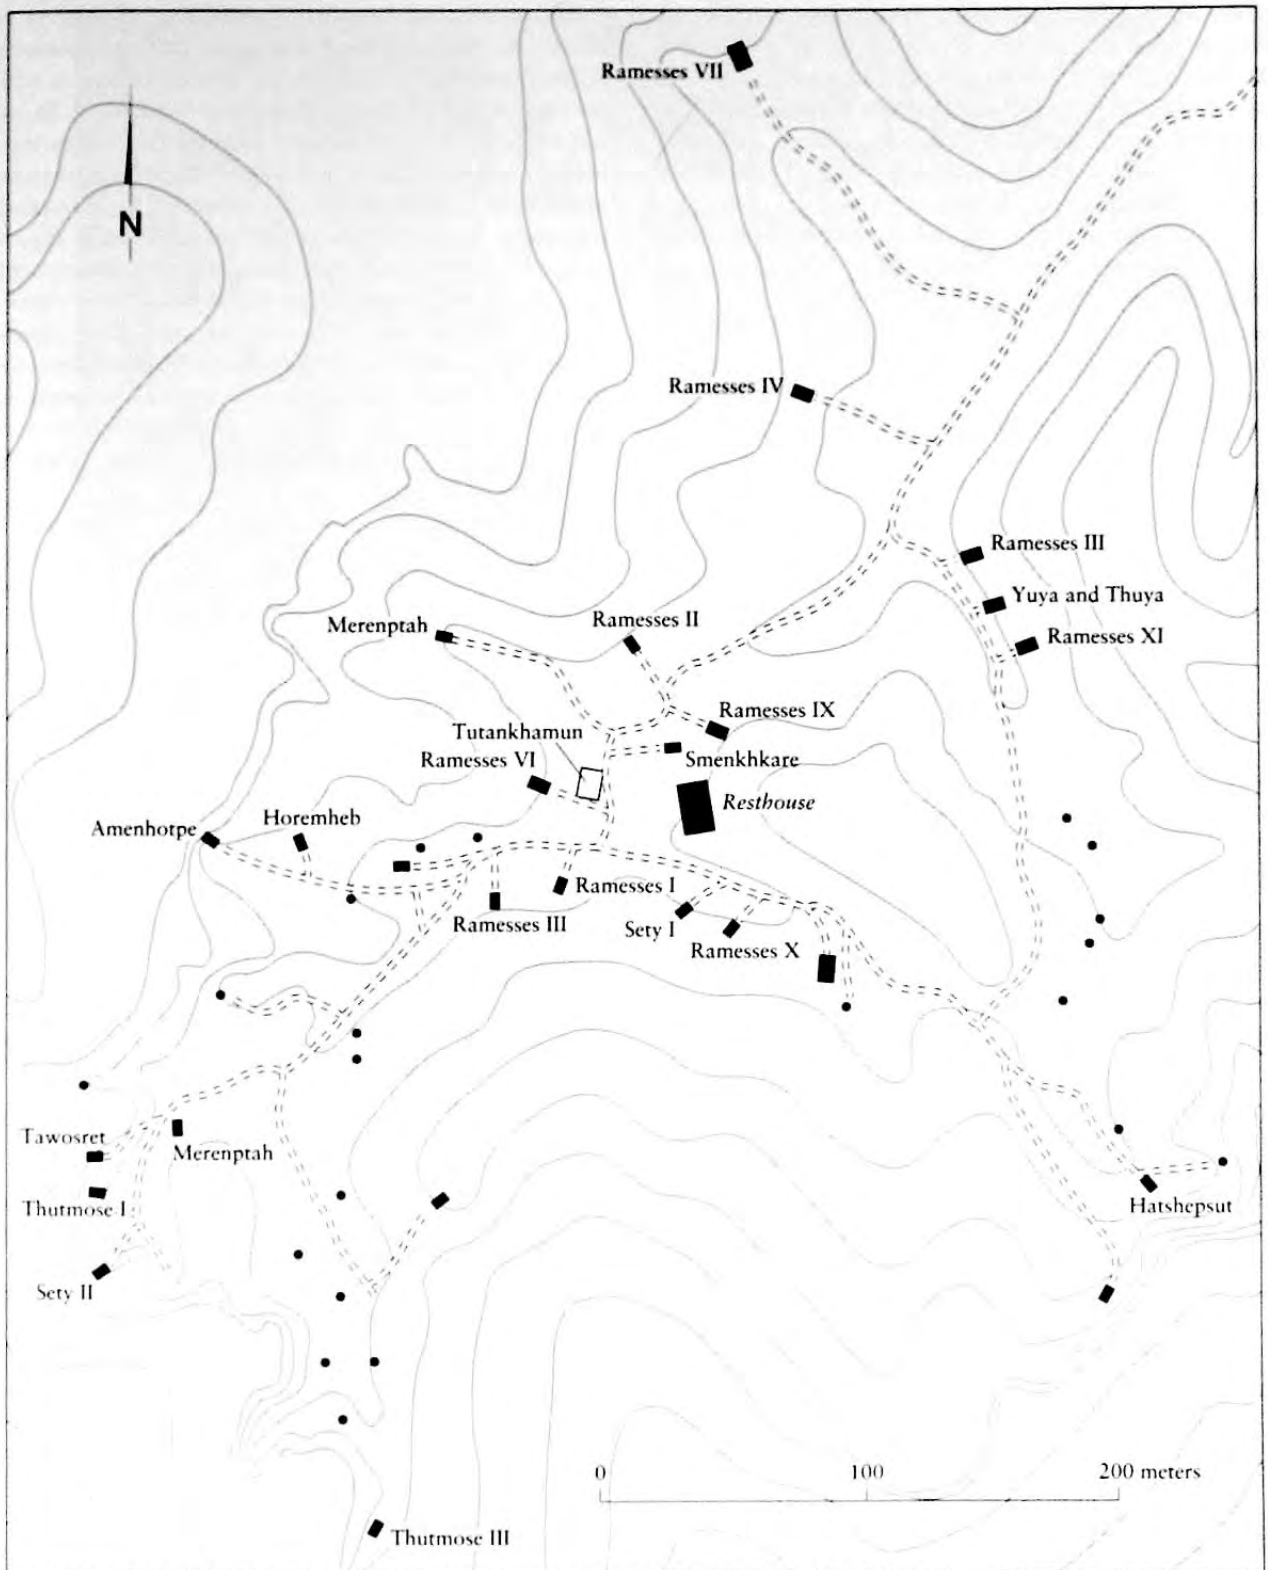 Ramesses VII
N
Ramesses IV
Ramesses III
Yuya and Thuya
Ramesses XI
Merenptah
Ramesses II
Ramesses IX
Tutankhamun
Smenkhkare
Ramesses VI
Resthouse
Horemheb
Amenhotpe
Ramesses I
Ramesses III
Sety I
Ramesses X
Tawosret
Merenptah
Thutmose I
Hatshepsut
Sety II
0 100 200 meters
Thutmose III